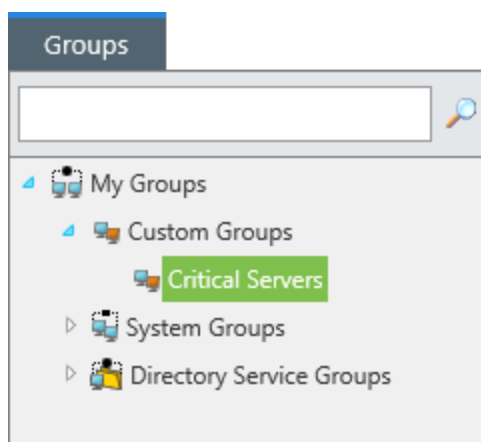 Groups
My Groups
Custom Groups
Critical Servers
System Groups
Directory Service Groups